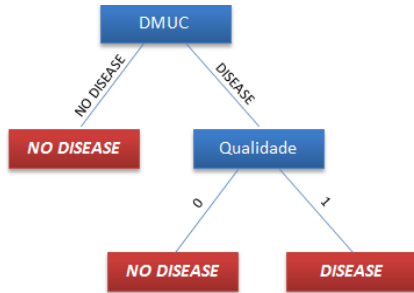 DMUC
NO DISEASE
DISEASE
NO DISEASE
Qualidade
0
1
NO DISEASE
DISEASE